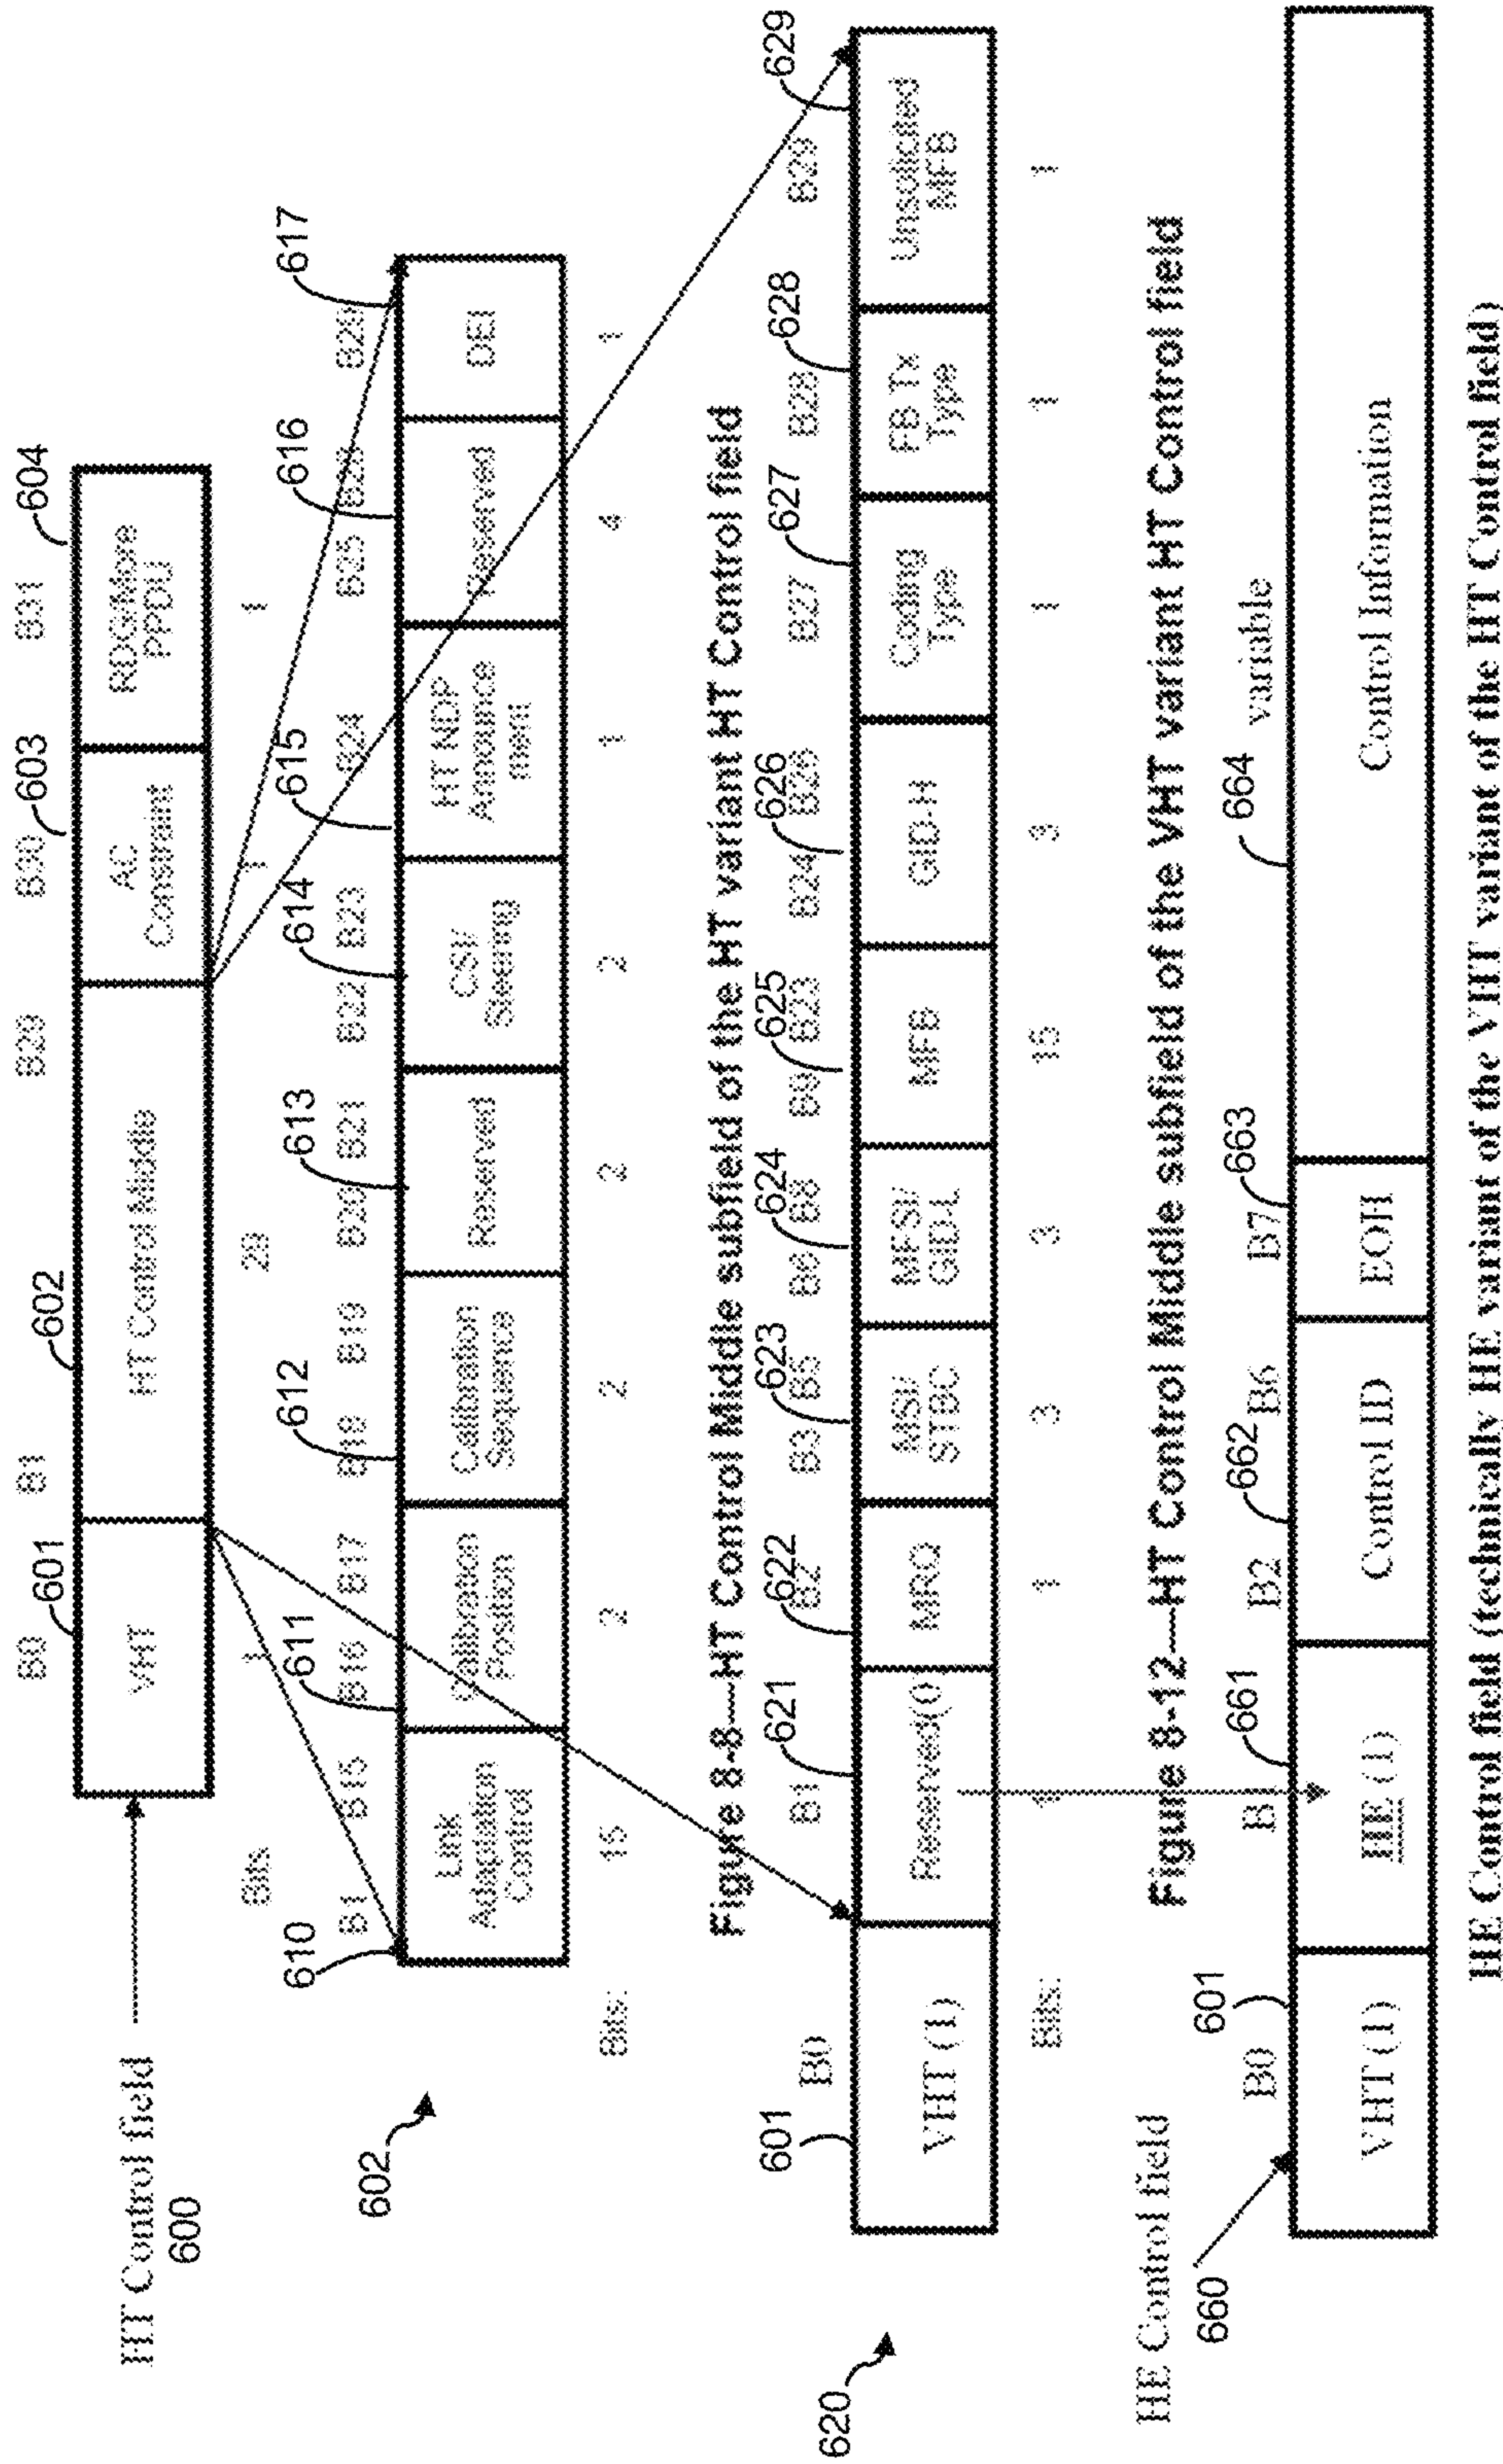 B0 B1 B29 B30 B31
601 602 603 604
HT Control field
600
VHT
HT Control Middle
AC
Constraint
RDG/More
PPDU
Bits 1 29 1 1
610 611 612 613 614 615 616 617
B1 B15 B16 B17 B18 B19 B20 B21 B22 B23 B24 B25 B28 B29
602
Link
Adaptation
Control
Calibration
Position
Calibration
Sequence
Reserved
CSI/
Steering
HT NDP
Announce
ment
Reserved
DEI
Bits: 15 2 2 2 2 1 4 1
Figure 8-8—HT Control Middle subfield of the HT variant HT Control field
601 621 622 623 624 625 626 627 628 629
B0 B1 B2 B3 B5 B6 B8 B9 B23 B24 B26 B27 B28 B29
620
VHT (1)
Reserved(0)
MRQ
MSI/
STBC
MFSI/
GID-L
MFB
GID-H
Coding
Type
FB Tx
Type
Unsolicited
MFB
Bits: 1 1 3 3 15 3 1 1 1
Figure 8-12—HT Control Middle subfield of the VHT variant HT Control field
HE Control field
660
601 661 662 663 664
B0 B1 B2 B6 B7 variable
VHT (1)
HE (1)
Control ID
EOH
Control Information
HE Control field (technically HE variant of the VHT variant of the HT Control field)